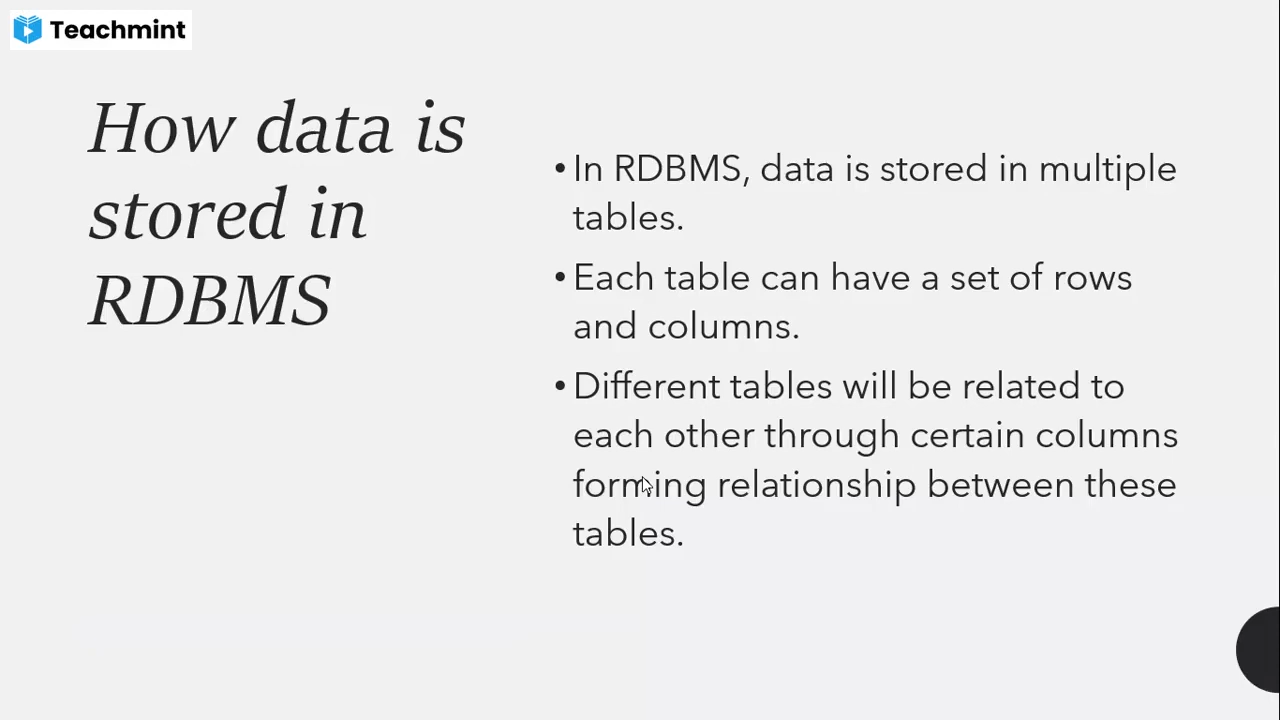 Teachmint
How data is
stored in
RDBMS
• In RDBMS, data is stored in multiple
tables.
• Each table can have a set of rows
and columns.
• Different tables will be related to
each other through certain columns
forming relationship between these
tables.